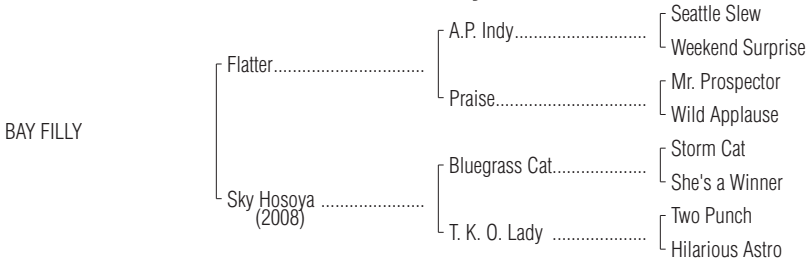 Seattle Slew
A.P. Indy..............................
Weekend Surprise
Flatter..................................
Mr. Prospector
Praise..................................
Wild Applause
BAY FILLY
Storm Cat
Bluegrass Cat.....................
She's a Winner
Sky Hosoya .......................
(2008)
Two Punch
T. K. O. Lady .....................
Hilarious Astro